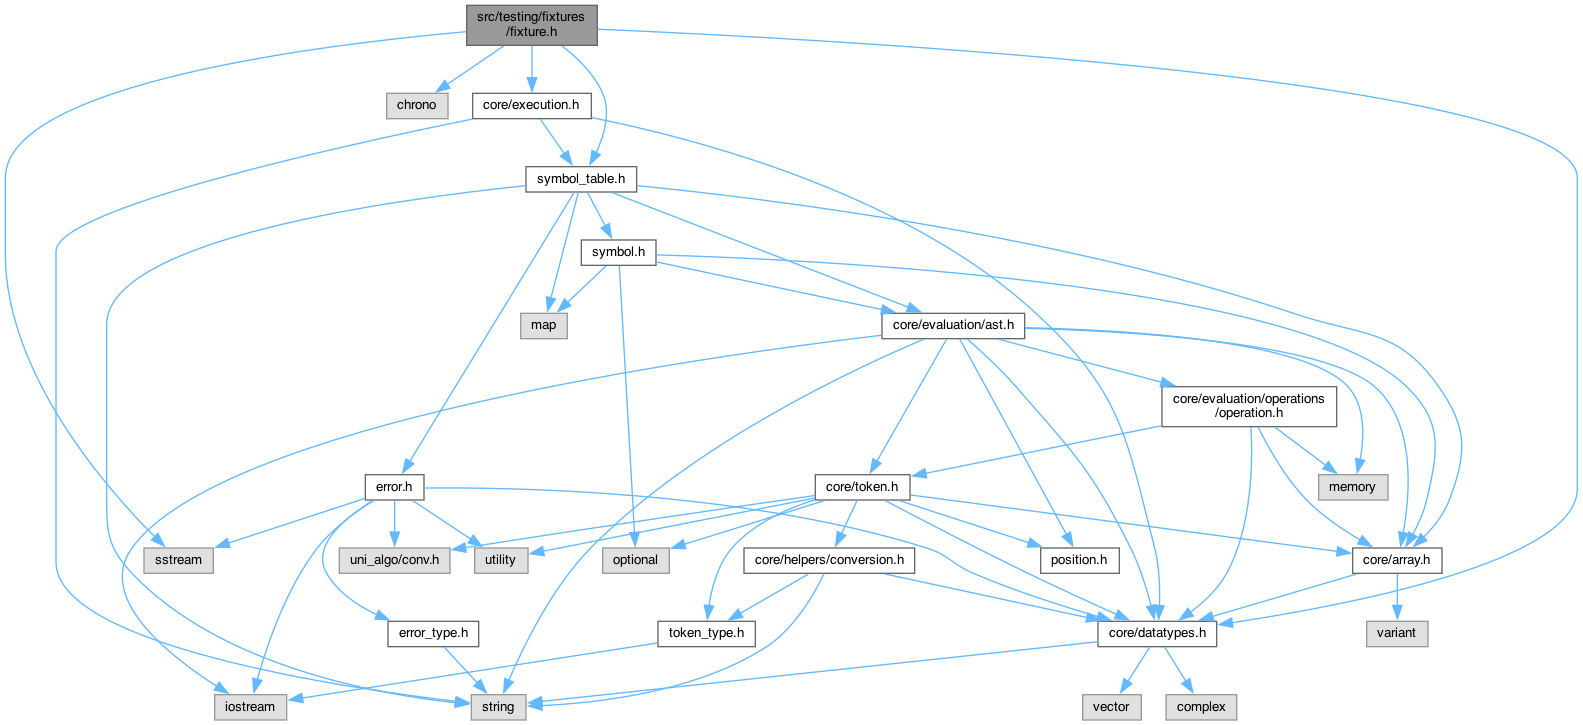 src/testing/fixtures
/fixture.h
chrono
core/execution.h
symbol_table.h
symbol.h
map
core/evaluation/ast.h
core/evaluation/operations
/operation.h
error.h
core/token.h
memory
sstream
uni_algo/conv.h
utility
optional
core/helpers/conversion.h
position.h
core/array.h
error_type.h
token_type.h
core/datatypes.h
variant
iostream
string
vector
complex